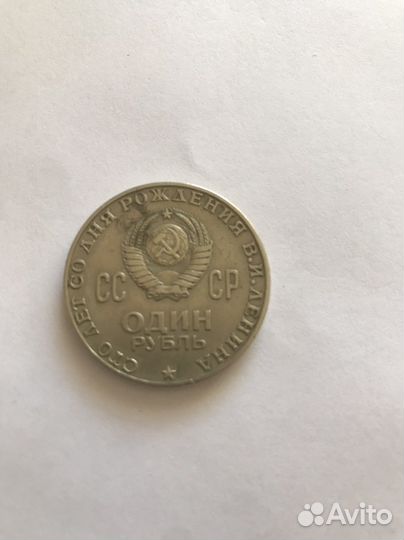 СТО ЛЕТ СО ДНЯ РОЖДЕНИЯ В.И.ЛЕНИНА
СС СР
ОДИН
РУБЛЬ
Avito